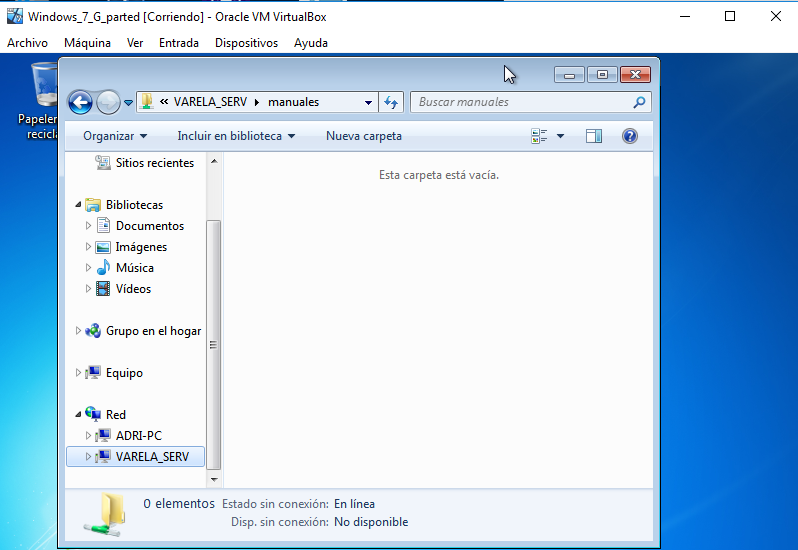 Windows_7_G_parted [Corriendo] - Oracle VM VirtualBox
Archivo Máquina Ver Entrada Dispositivos Ayuda
VARELA_SERV manuales
Buscar manuales
Organizar Incluir en biblioteca Nueva carpeta
Sitios recientes
Esta carpeta está vacía.
Bibliotecas
Documentos
Imágenes
Música
Vídeos
Grupo en el hogar
Equipo
Red
ADRI-PC
VARELA_SERV
0 elementos Estado sin conexión: En línea
Disp. sin conexión: No disponible